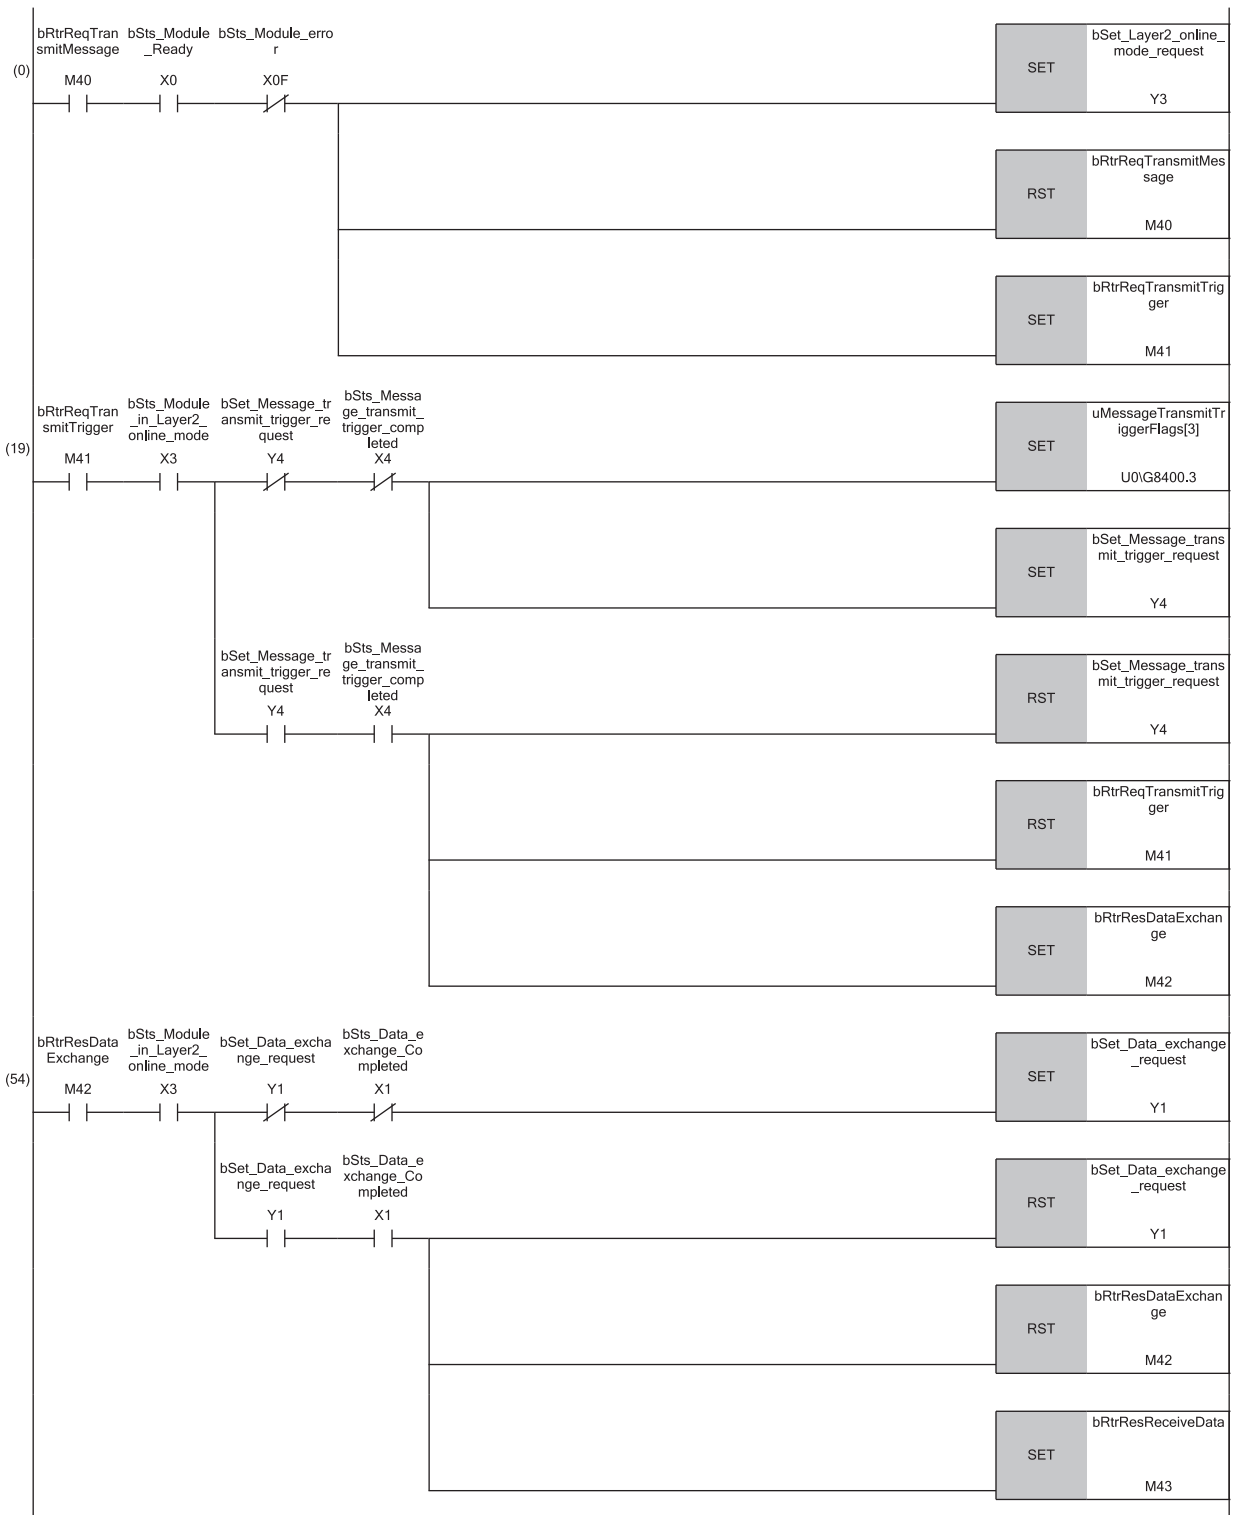 bRtrReqTran
smitMessage
bSts_Module
_Ready
bSts_Module_erro
r
(0)
M40
X0
X0F
SET
bSet_Layer2_online_
mode_request
Y3
RST
bRtrReqTransmitMes
sage
M40
SET
bRtrReqTransmitTrig
ger
M41
bRtrReqTran
smitTrigger
bSts_Module
_in_Layer2_
online_mode
bSet_Message_tr
ansmit_trigger_re
quest
bSts_Messa
ge_transmit_
trigger_comp
leted
(19)
M41
X3
Y4
X4
SET
uMessageTransmitTr
iggerFlags[3]
U0\G8400.3
SET
bSet_Message_trans
mit_trigger_request
Y4
bSet_Message_tr
ansmit_trigger_re
quest
bSts_Messa
ge_transmit_
trigger_comp
leted
Y4
X4
RST
bSet_Message_trans
mit_trigger_request
Y4
RST
bRtrReqTransmitTrig
ger
M41
SET
bRtrResDataExchan
ge
M42
bRtrResData
Exchange
bSts_Module
_in_Layer2_
online_mode
bSet_Data_excha
nge_request
bSts_Data_e
xchange_Co
mpleted
(54)
M42
X3
Y1
X1
SET
bSet_Data_exchange
_request
Y1
bSet_Data_excha
nge_request
bSts_Data_e
xchange_Co
mpleted
Y1
X1
RST
bSet_Data_exchange
_request
Y1
RST
bRtrResDataExchan
ge
M42
SET
bRtrResReceiveData
M43